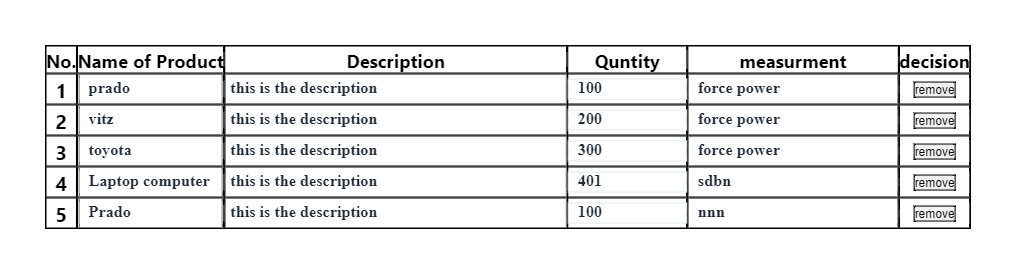 No. Name of Product Description Quntity measurment decision
1 prado this is the description 100 force power remove
2 vitz this is the description 200 force power remove
3 toyota this is the description 300 force power remove
4 Laptop computer this is the description 401 sdbn remove
5 Prado this is the description 100 nnn remove